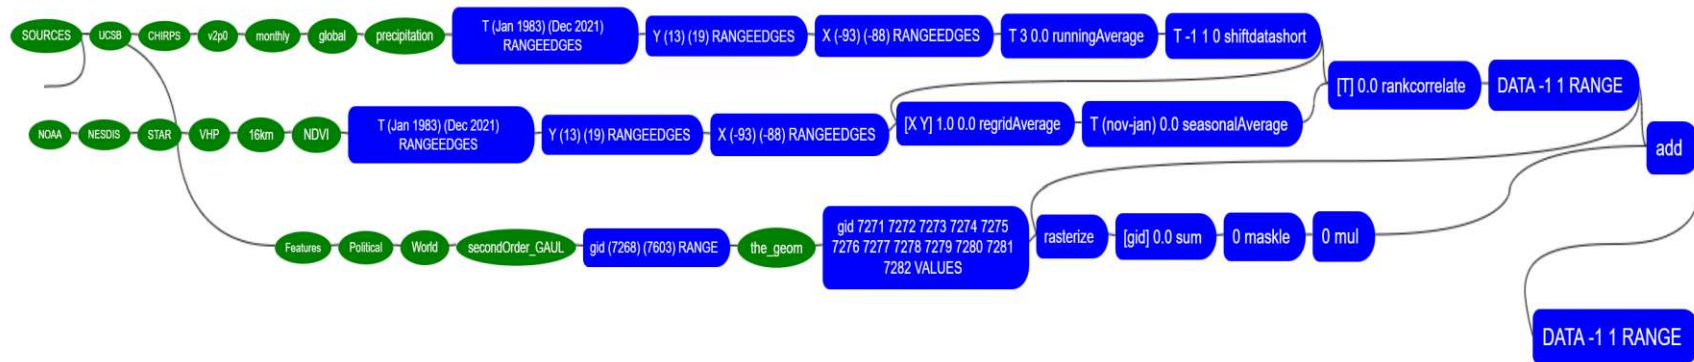 SOURCES
UCSB
CHIRPS
v2p0
monthly
global
precipitation
T (Jan 1983) (Dec 2021)
RANGEEDGES
Y (13) (19) RANGEEDGES
X (-93) (-88) RANGEEDGES
T 3 0.0 runningAverage
T -1 1 0 shiftdatashort
[T] 0.0 rankcorrelate
DATA -1 1 RANGE
NOAA
NESDIS
STAR
VHP
16km
NDVI
T (Jan 1983) (Dec 2021)
RANGEEDGES
Y (13) (19) RANGEEDGES
X (-93) (-88) RANGEEDGES
[X Y] 1.0 0.0 regridAverage
T (nov-jan) 0.0 seasonalAverage
add
Features
Political
World
secondOrder_GAUL
gid (7268) (7603) RANGE
the_geom
gid 7271 7272 7273 7274 7275
7276 7277 7278 7279 7280 7281
7282 VALUES
rasterize
[gid] 0.0 sum
0 maskle
0 mul
DATA -1 1 RANGE